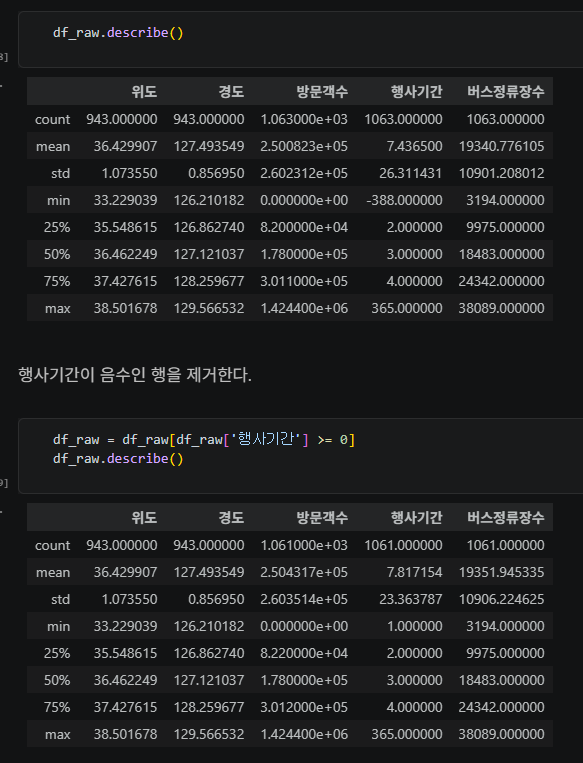 df_raw.describe()
위도 경도 방문객수 행사기간 버스정류장수
count 943.000000 943.000000 1.063000e+03 1063.000000 1063.000000
mean 36.429907 127.493549 2.500823e+05 7.436500 19340.776105
std 1.073550 0.856950 2.602312e+05 26.311431 10901.208012
min 33.229039 126.210182 0.000000e+00 -388.000000 3194.000000
25% 35.548615 126.862740 8.200000e+04 2.000000 9975.000000
50% 36.462249 127.121037 1.780000e+05 3.000000 18483.000000
75% 37.427615 128.259677 3.011000e+05 4.000000 24342.000000
max 38.501678 129.566532 1.424400e+06 365.000000 38089.000000
행사기간이 음수인 행을 제거한다.
df_raw = df_raw[df_raw['행사기간'] >= 0]
df_raw.describe()
위도 경도 방문객수 행사기간 버스정류장수
count 943.000000 943.000000 1.061000e+03 1061.000000 1061.000000
mean 36.429907 127.493549 2.504317e+05 7.817154 19351.945335
std 1.073550 0.856950 2.603514e+05 23.363787 10906.224625
min 33.229039 126.210182 0.000000e+00 1.000000 3194.000000
25% 35.548615 126.862740 8.220000e+04 2.000000 9975.000000
50% 36.462249 127.121037 1.780000e+05 3.000000 18483.000000
75% 37.427615 128.259677 3.012000e+05 4.000000 24342.000000
max 38.501678 129.566532 1.424400e+06 365.000000 38089.000000